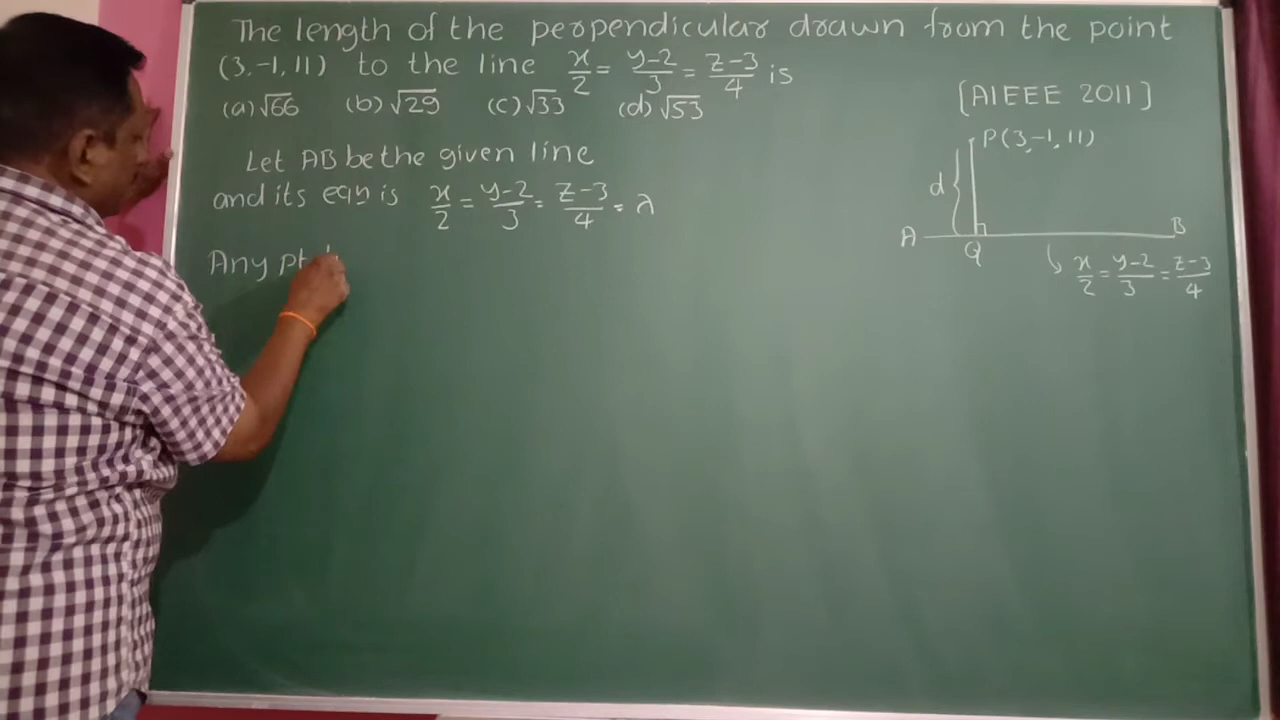 The length of the perpendicular drawn from the point
(3,-1,11) to the line x/2 = y-2/3 = z-3/4 is
(a) √66 (b) √29 (c) √33 (d) √53
[AIEEE 2011]
Let AB be the given line
and its eqn is x/2 = y-2/3 = z-3/4 = λ
Any pt
P(3,-1,11)
d
A
B
Q
x/2 = y-2/3 = z-3/4